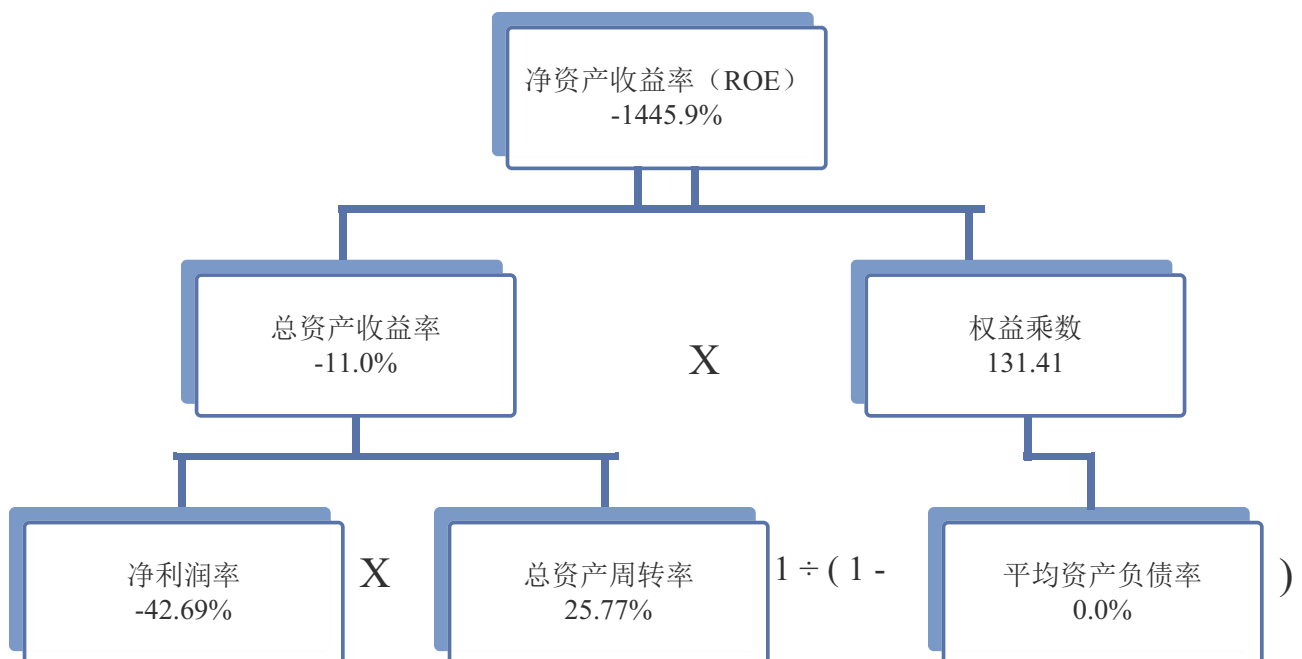 净资产收益率（ROE）
-1445.9%
总资产收益率
-11.0%
X
权益乘数
131.41
净利润率
-42.69%
X
总资产周转率
25.77%
1 ÷ ( 1 -
平均资产负债率
0.0%
)